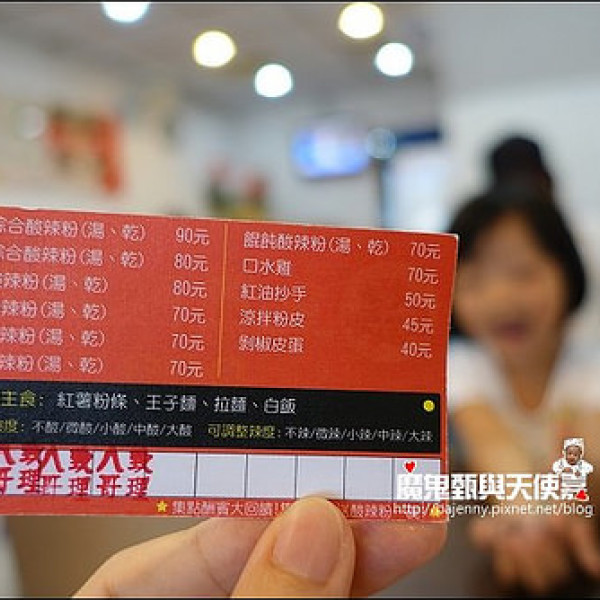 綜合酸辣粉(湯、乾) 90元
綜合酸辣粉(湯、乾) 80元
酸辣粉(湯、乾) 80元
辣粉(湯、乾) 70元
辣粉(湯、乾) 70元
辣粉(湯、乾) 70元
餛飩酸辣粉(湯、乾) 70元
口水雞 70元
紅油抄手 50元
涼拌粉皮 45元
剝椒皮蛋 40元
主食: 紅薯粉條、王子麵、拉麵、白飯
度: 不酸/微酸/小酸/中酸/大酸 可調整辣度: 不辣/微辣/小辣/中辣/大辣
★集點酬賓大回饋!
酸辣粉
魔鬼甄與天使嘉
http://pajenny.pixnet.net/blog